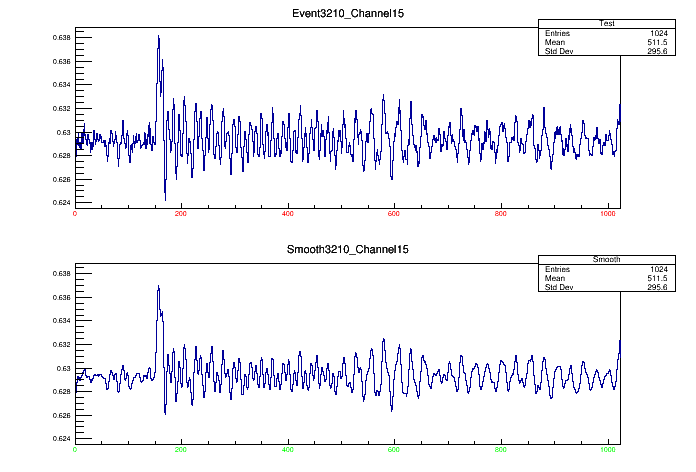 Event3210_Channel15
Test
Entries 1024
Mean 511.5
Std Dev 295.6
0.638
0.636
0.634
0.632
0.63
0.628
0.626
0.624
0 200 400 600 800 1000
Smooth3210_Channel15
Smooth
Entries 1024
Mean 511.5
Std Dev 295.6
0.638
0.636
0.634
0.632
0.63
0.628
0.626
0.624
0 200 400 600 800 1000